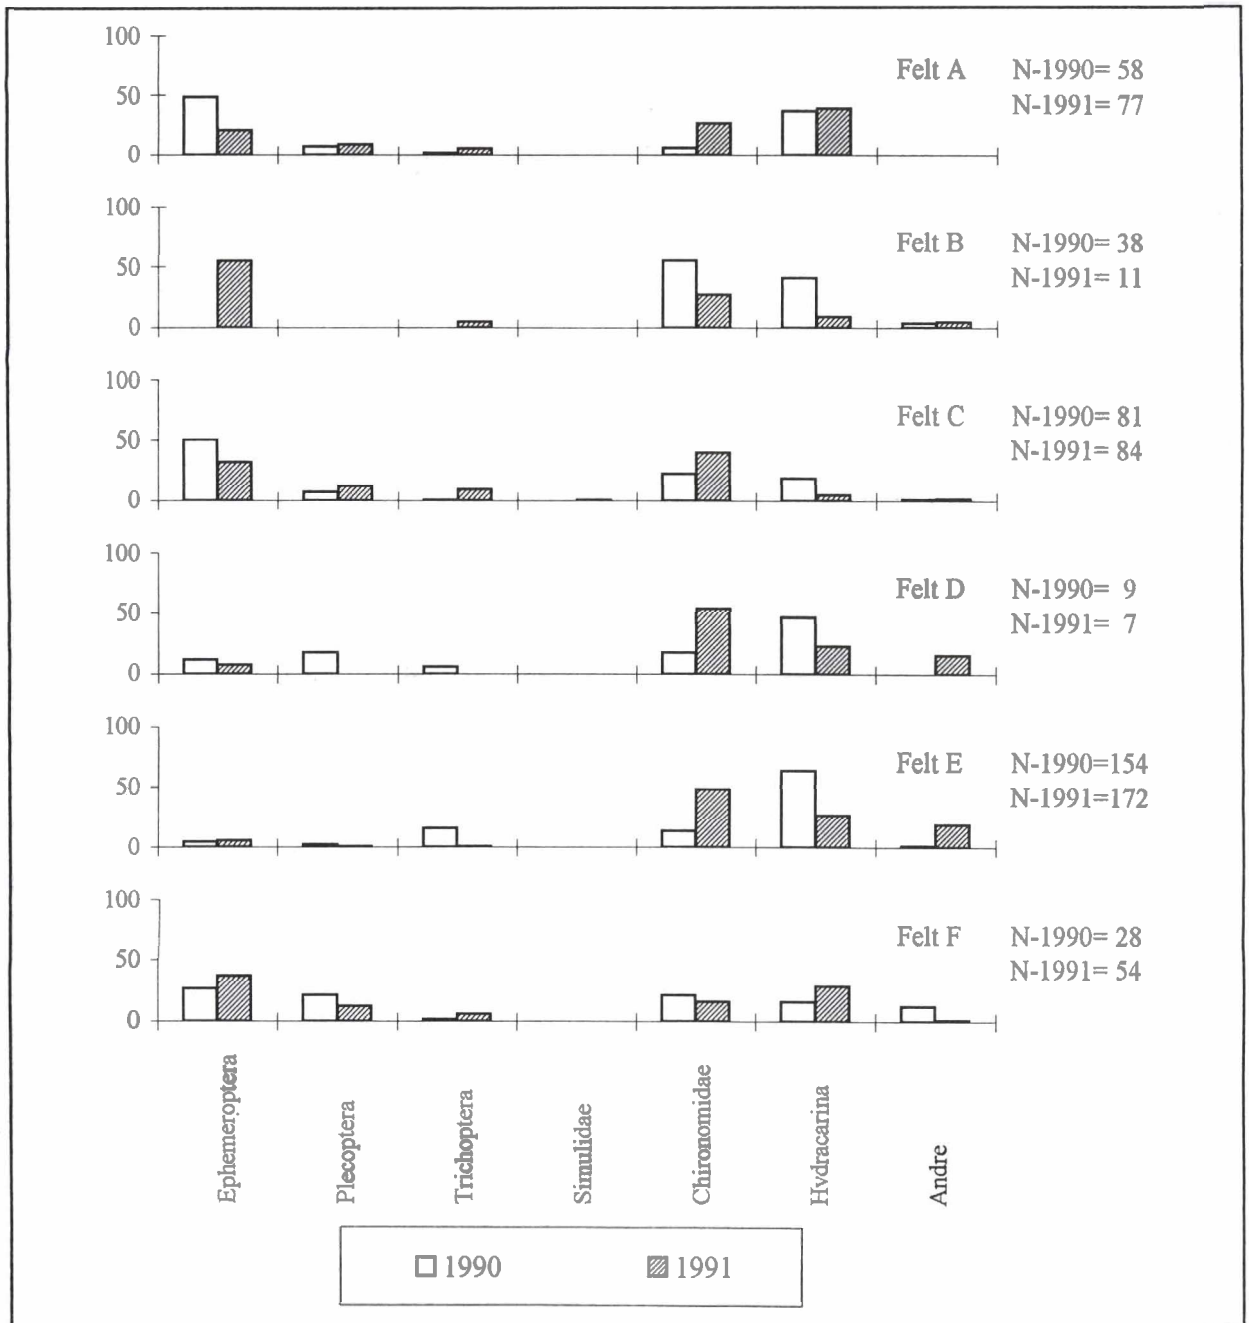 100
50
0
Felt A N-1990= 58
N-1991= 77
100
50
0
Felt B N-1990= 38
N-1991= 11
100
50
0
Felt C N-1990= 81
N-1991= 84
100
50
0
Felt D N-1990= 9
N-1991= 7
100
50
0
Felt E N-1990=154
N-1991=172
100
50
0
Felt F N-1990= 28
N-1991= 54
Ephemeroptera
Plecoptera
Trichoptera
Simulidae
Chironomidae
Hvdracarina
Andre
1990 1991